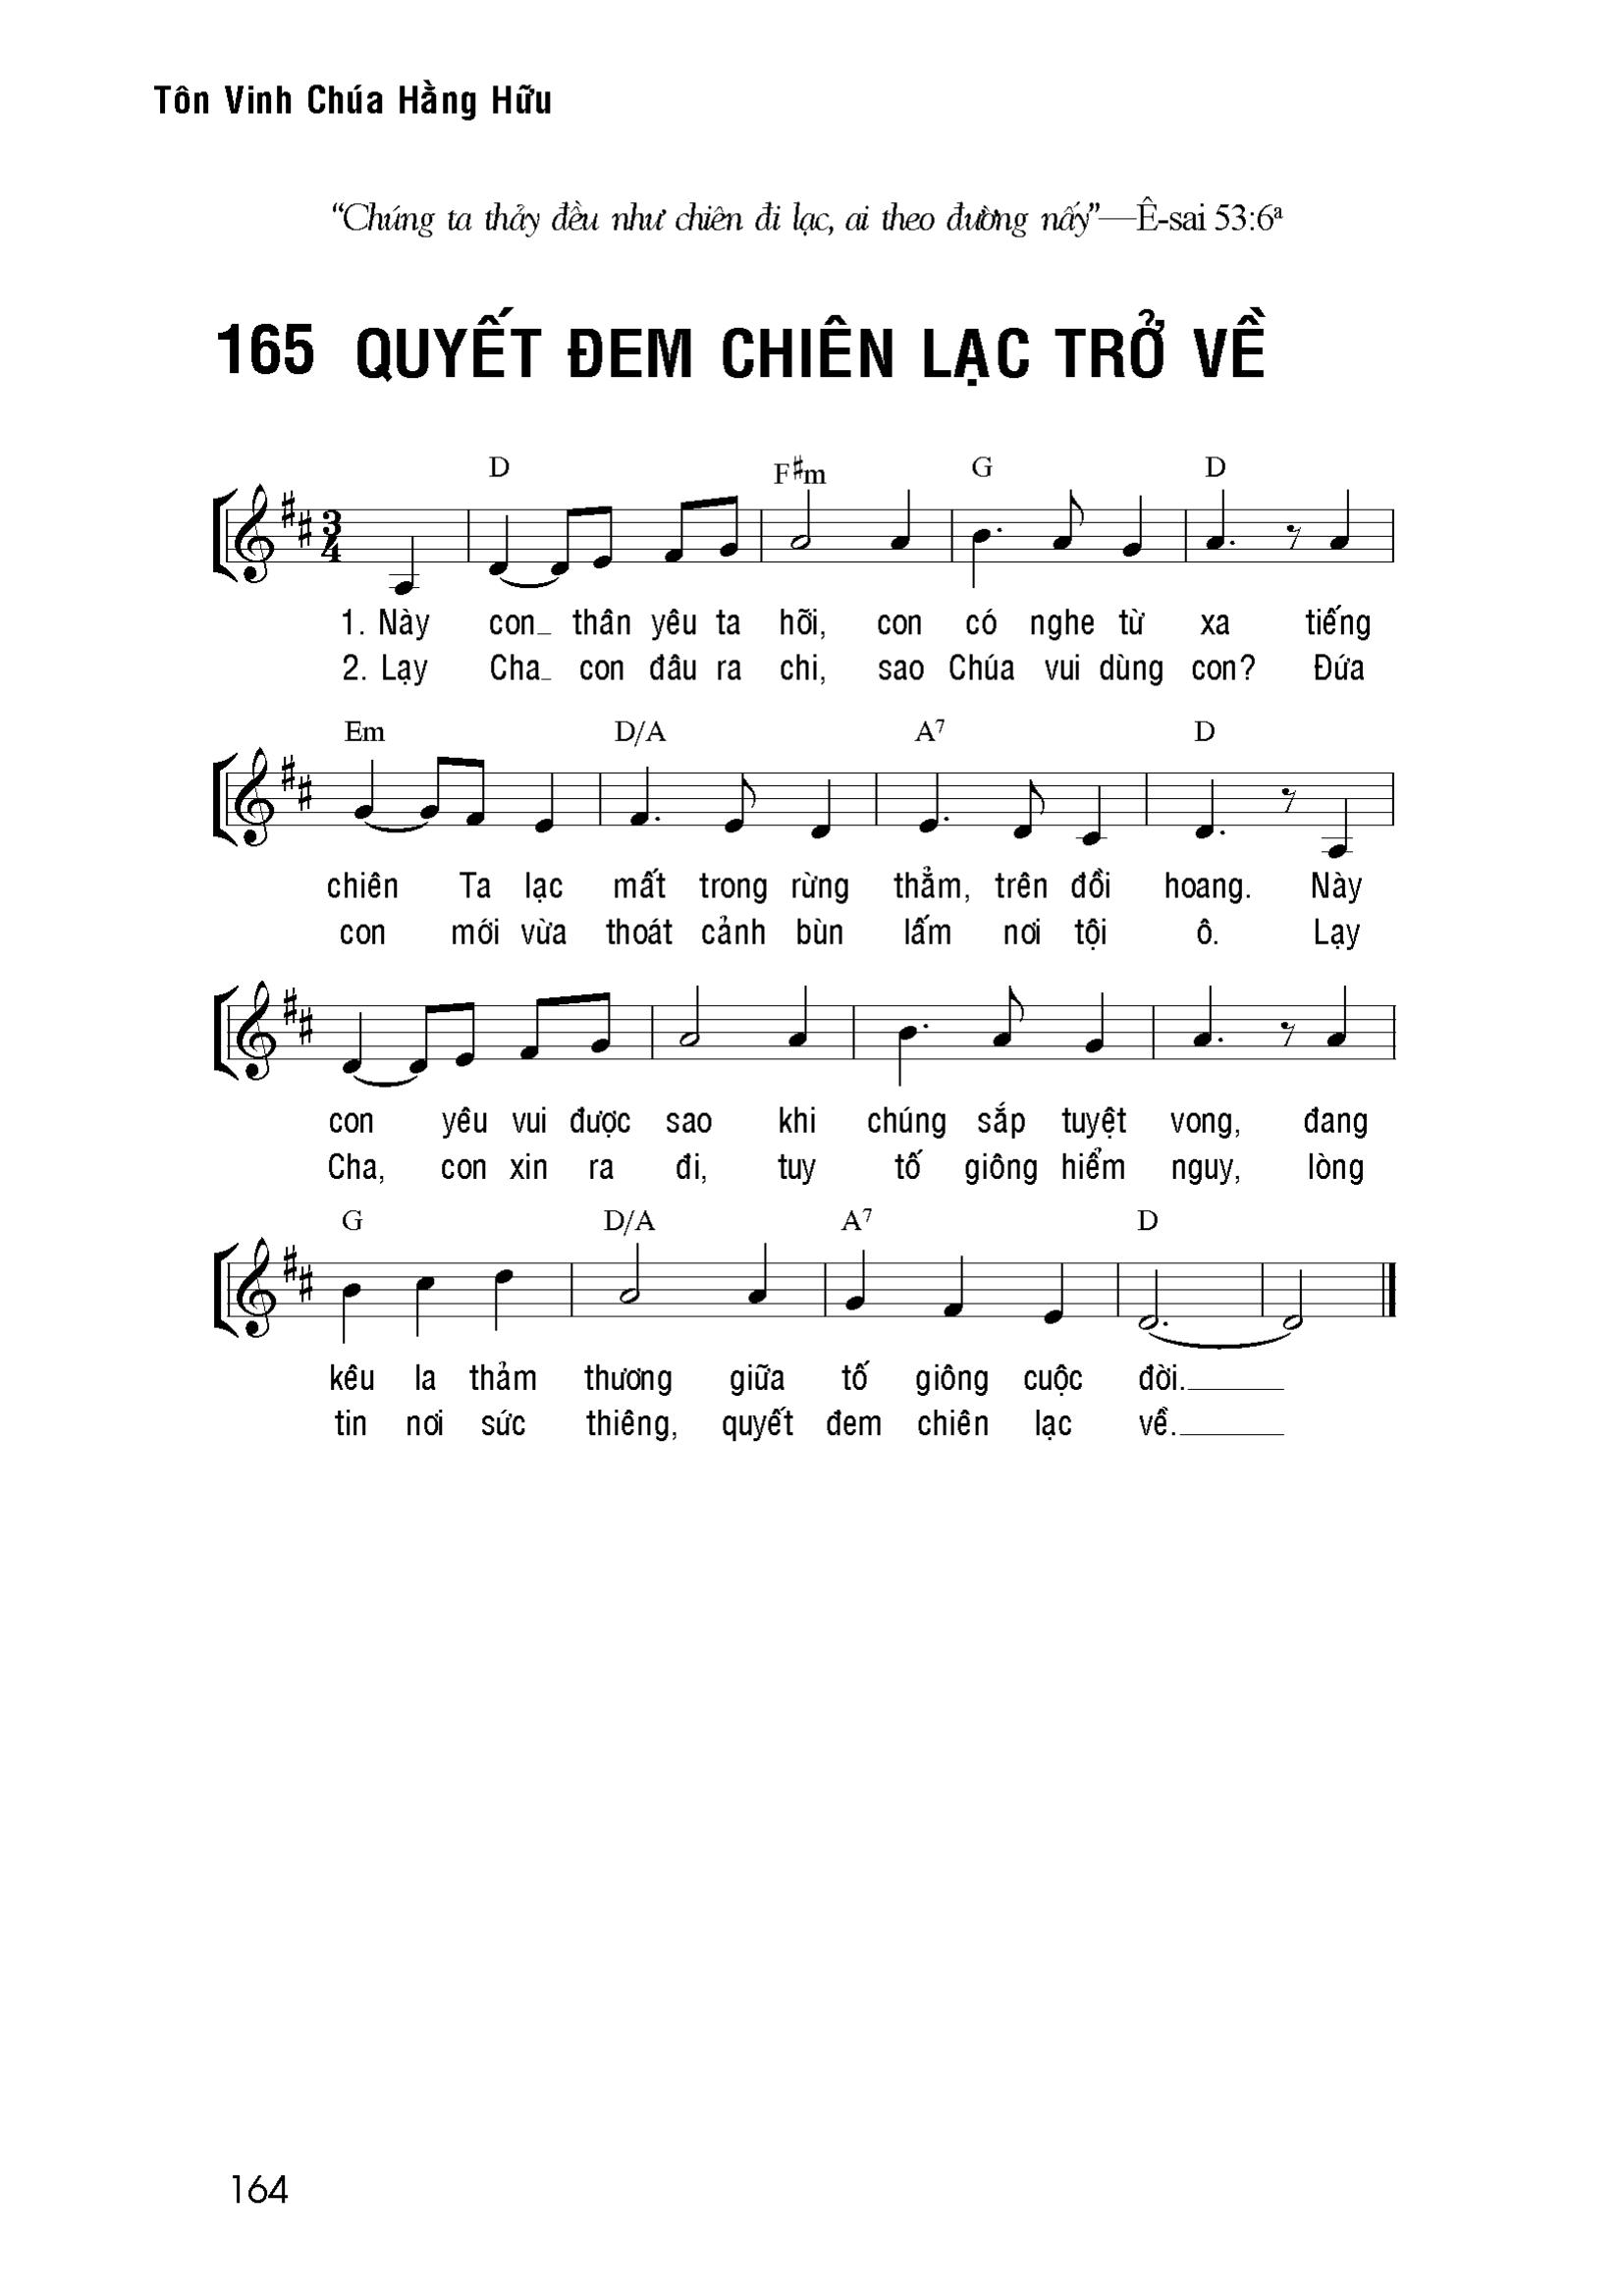 Tôn Vinh Chúa Hằng Hữu
“Chúng ta thảy đều như chiên đi lạc, ai theo đường nấy”—Ê-sai 53:6ª
165 QUYẾT ĐEM CHIÊN LẠC TRỞ VỀ
D F♯m G D
3/4
1. Này con_ thân yêu ta hỡi, con có nghe từ xa tiếng
2. Lạy Cha_ con đâu ra chi, sao Chúa vui dùng con? Đứa
Em D/A A⁷ D
chiên Ta lạc mất trong rừng thẳm, trên đồi hoang. Này
con mới vừa thoát cảnh bùn lấm nơi tội ô. Lạy
con yêu vui được sao khi chúng sắp tuyệt vong, đang
Cha, con xin ra đi, tuy tố giông hiểm nguy, lòng
G D/A A⁷ D
kêu la thảm thương giữa tố giông cuộc đời.____
tin nơi sức thiêng, quyết đem chiên lạc về.____
164